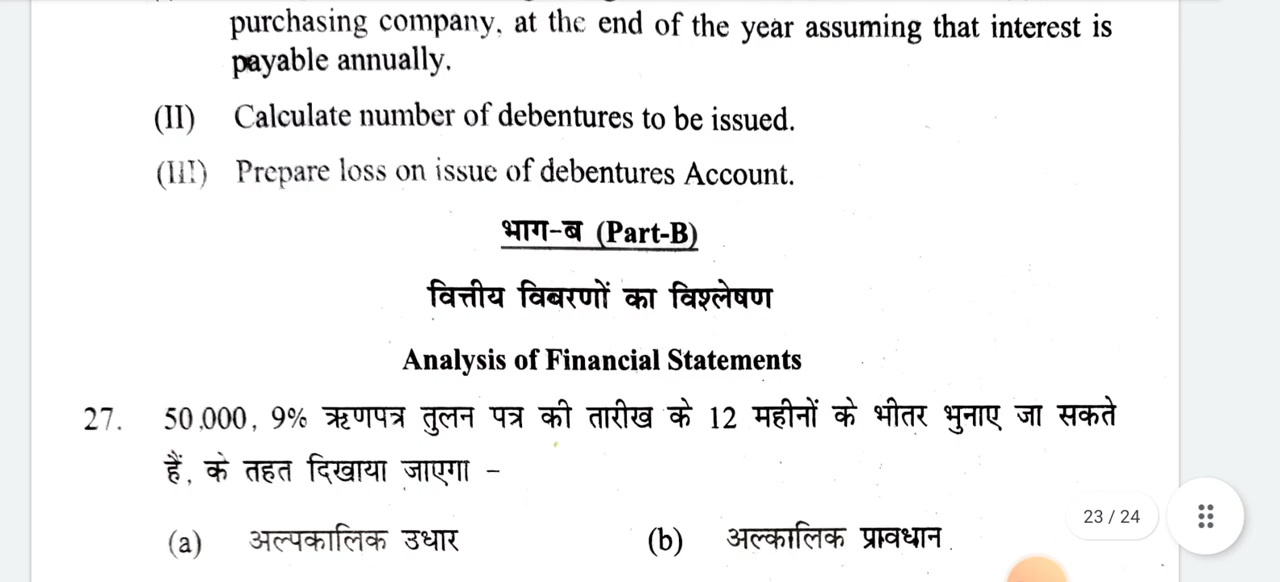 purchasing company, at the end of the year assuming that interest is
payable annually.
(II) Calculate number of debentures to be issued.
(III) Prepare loss on issue of debentures Account.
भाग-ब (Part-B)
वित्तीय विबरणों का विश्लेषण
Analysis of Financial Statements
27. 50,000, 9% ऋणपत्र तुलन पत्र की तारीख के 12 महीनों के भीतर भुनाए जा सकते
हैं, के तहत दिखाया जाएगा –
(a) अल्पकालिक उधार (b) अल्कालिक प्रावधान
23 / 24